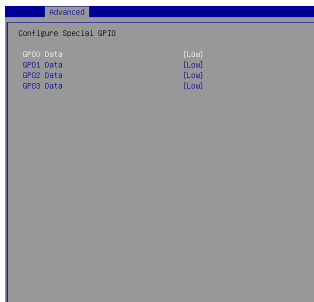 Advanced
Configure Special GPIO
GPO0 Data [Low]
GPO1 Data [Low]
GPO2 Data [Low]
GPO3 Data [Low]